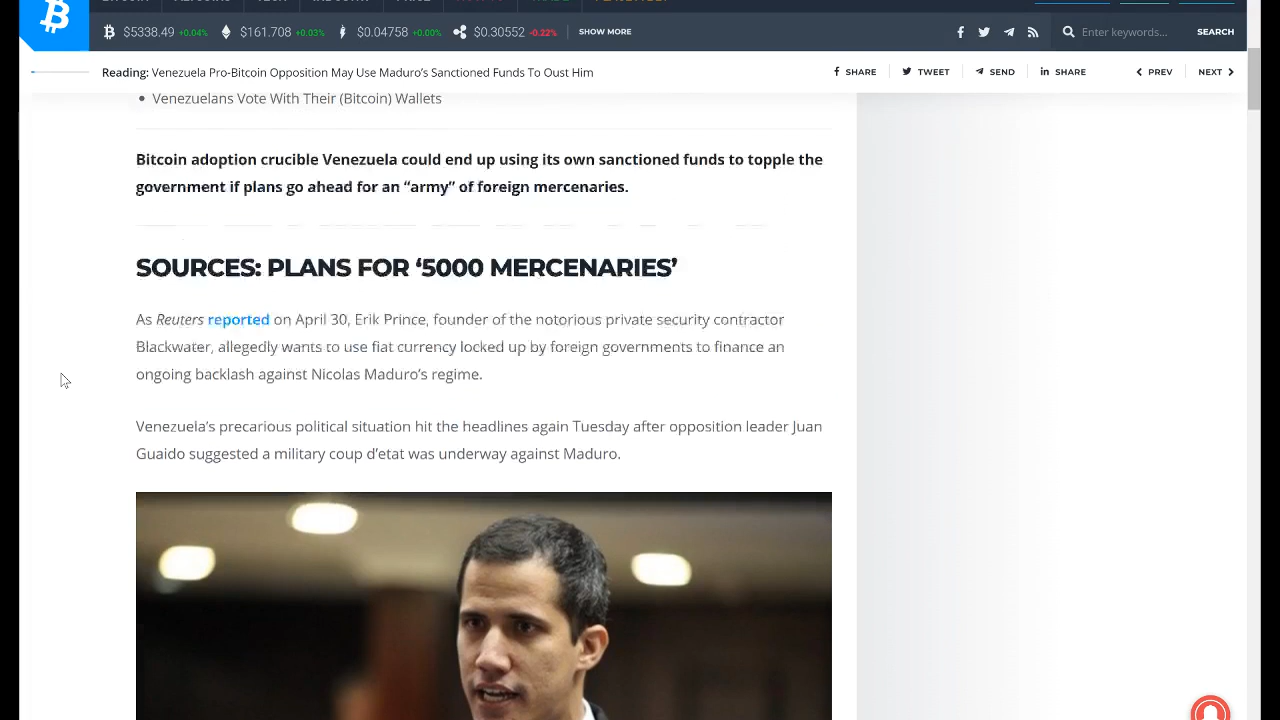 $5338.49 +0.04% $161.708 +0.03% $0.04758 +0.00% $0.30552 -0.22% SHOW MORE Enter keywords... SEARCH
Reading: Venezuela Pro-Bitcoin Opposition May Use Maduro’s Sanctioned Funds To Oust Him SHARE TWEET SEND SHARE PREV NEXT
• Venezuelans Vote With Their (Bitcoin) Wallets
Bitcoin adoption crucible Venezuela could end up using its own sanctioned funds to topple the
government if plans go ahead for an “army” of foreign mercenaries.
SOURCES: PLANS FOR ‘5000 MERCENARIES’
As Reuters reported on April 30, Erik Prince, founder of the notorious private security contractor
Blackwater, allegedly wants to use fiat currency locked up by foreign governments to finance an
ongoing backlash against Nicolas Maduro’s regime.
Venezuela’s precarious political situation hit the headlines again Tuesday after opposition leader Juan
Guaido suggested a military coup d’etat was underway against Maduro.